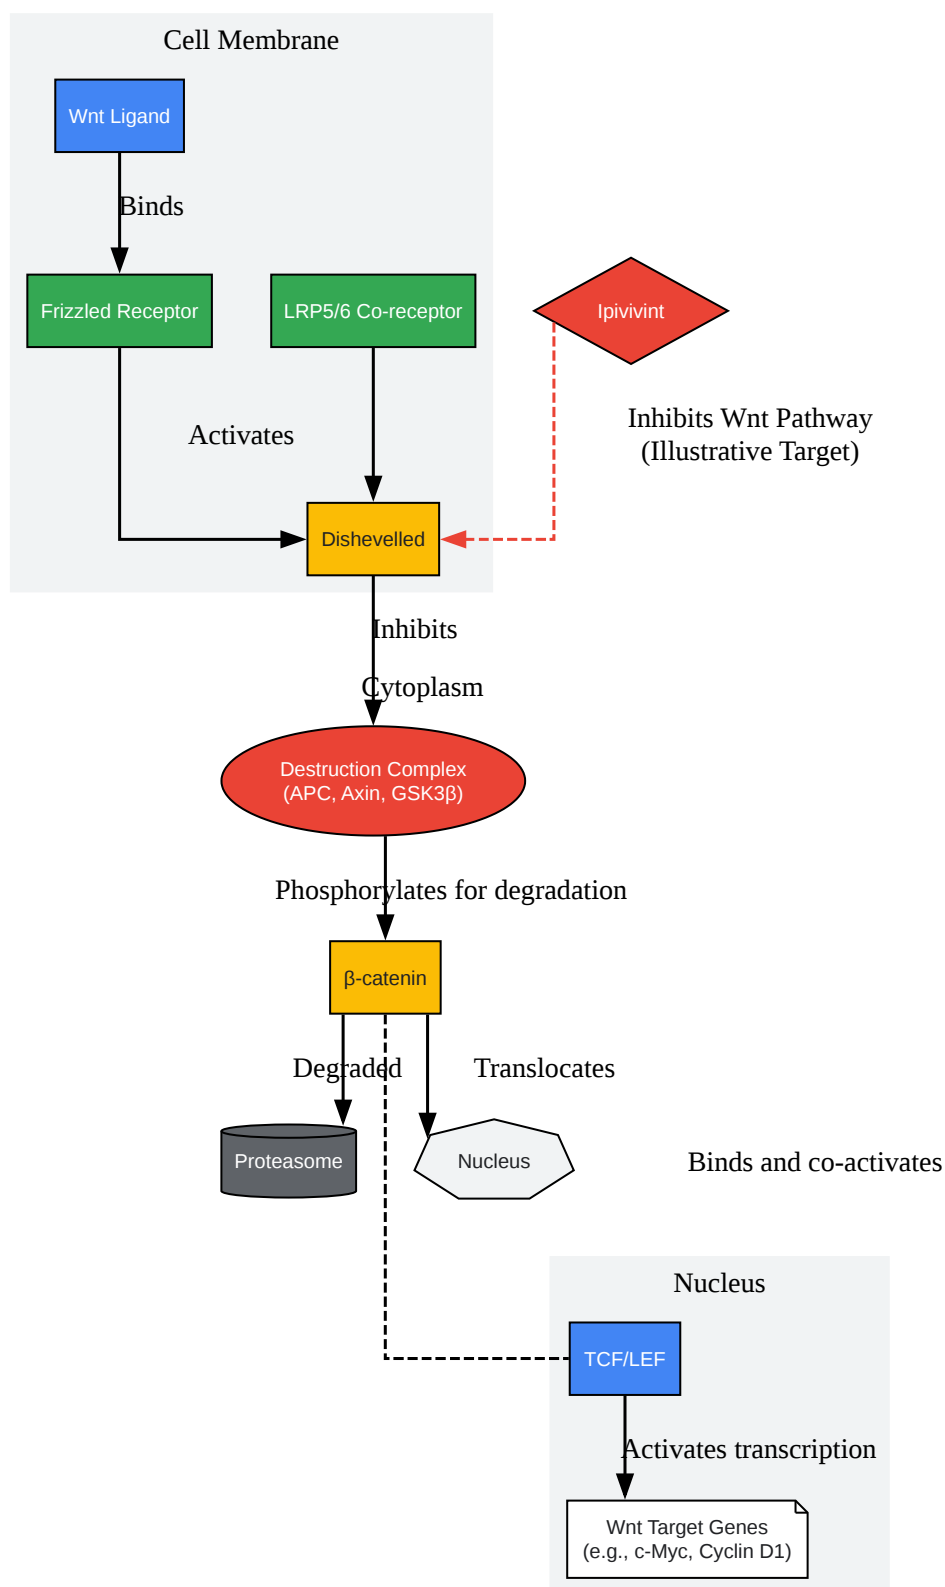 Cell Membrane
Wnt Ligand
Binds
Frizzled Receptor
LRP5/6 Co-receptor
Ipivivint
Activates
Inhibits Wnt Pathway
(Illustrative Target)
Dishevelled
Inhibits
Cytoplasm
Destruction Complex
(APC, Axin, GSK3β)
Phosphorylates for degradation
β-catenin
Degraded
Translocates
Proteasome
Nucleus
Binds and co-activates
Nucleus
TCF/LEF
Activates transcription
Wnt Target Genes
(e.g., c-Myc, Cyclin D1)